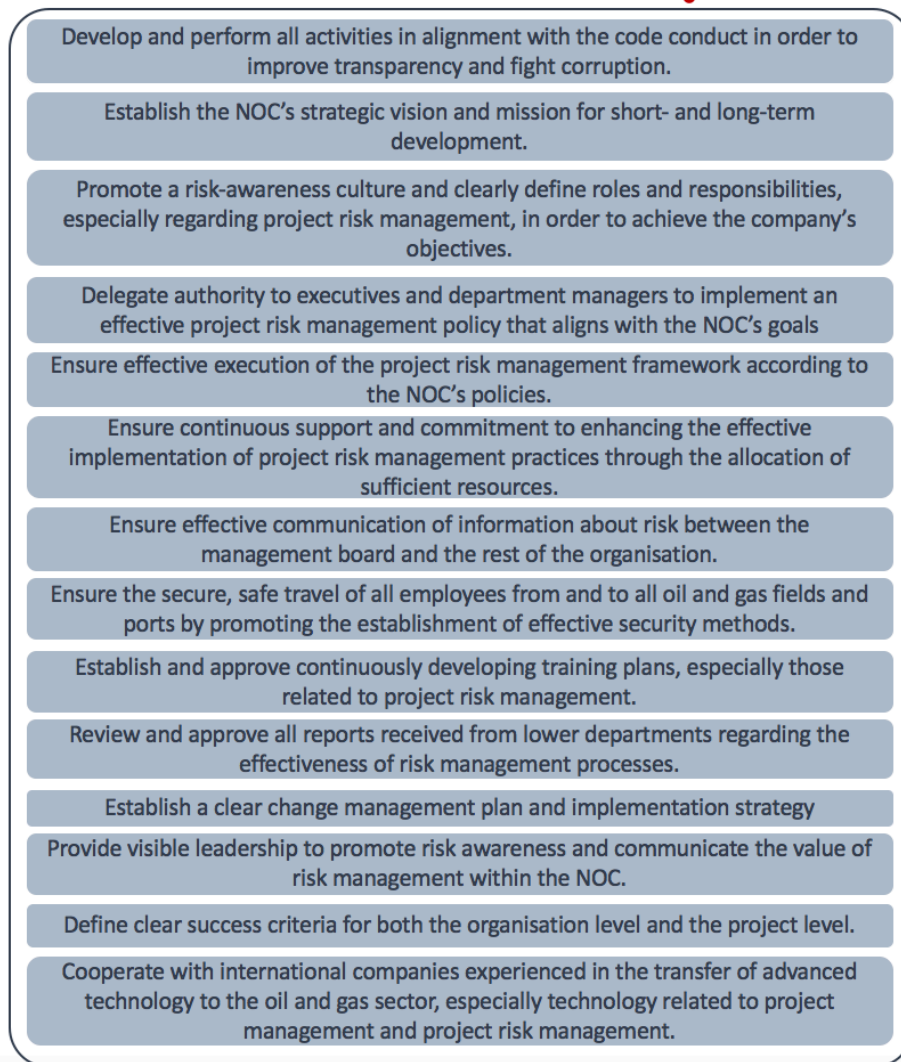 Develop and perform all activities in alignment with the code conduct in order to
improve transparency and fight corruption.
Establish the NOC's strategic vision and mission for short- and long-term
development.
Promote a risk-awareness culture and clearly define roles and responsibilities,
especially regarding project risk management, in order to achieve the company's
objectives.
Delegate authority to executives and department managers to implement an
effective project risk management policy that aligns with the NOC's goals
Ensure effective execution of the project risk management framework according to
the NOC's policies.
Ensure continuous support and commitment to enhancing the effective
implementation of project risk management practices through the allocation of
sufficient resources.
Ensure effective communication of information about risk between the
management board and the rest of the organisation.
Ensure the secure, safe travel of all employees from and to all oil and gas fields and
ports by promoting the establishment of effective security methods.
Establish and approve continuously developing training plans, especially those
related to project risk management.
Review and approve all reports received from lower departments regarding the
effectiveness of risk management processes.
Establish a clear change management plan and implementation strategy
Provide visible leadership to promote risk awareness and communicate the value of
risk management within the NOC.
Define clear success criteria for both the organisation level and the project level.
Cooperate with international companies experienced in the transfer of advanced
technology to the oil and gas sector, especially technology related to project
management and project risk management.